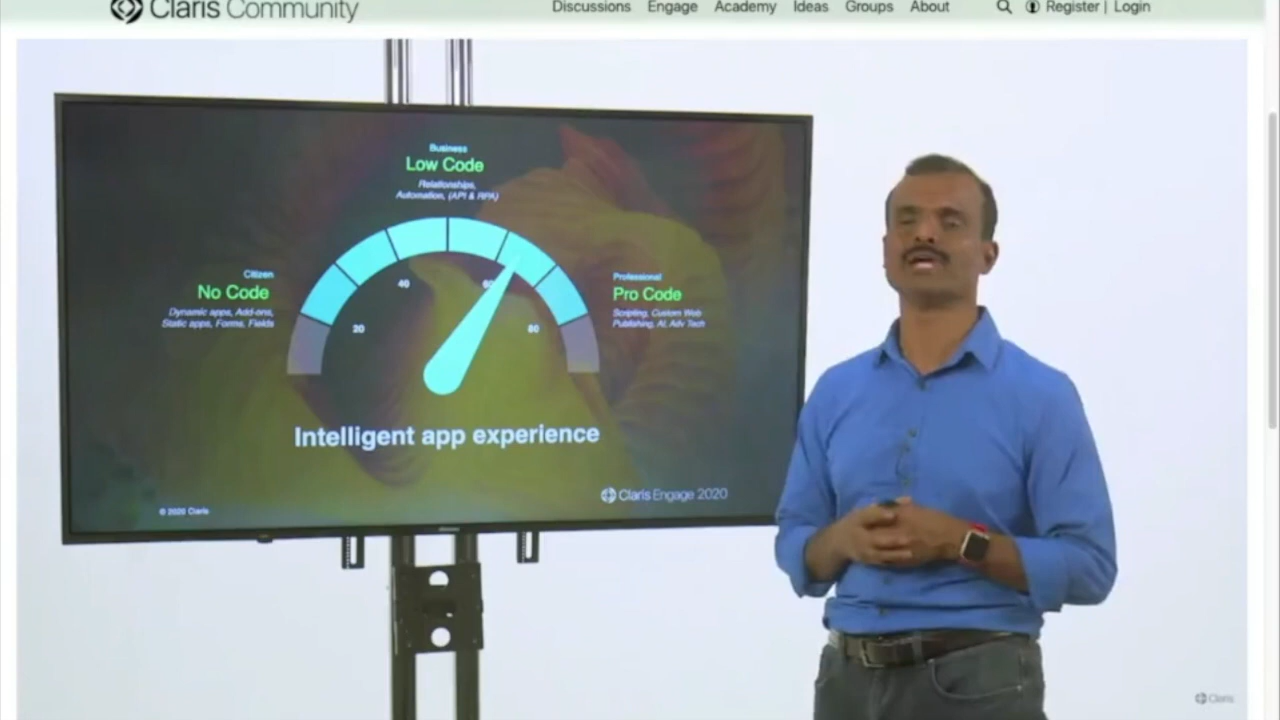 Claris Community
Discussions Engage Academy Ideas Groups About Register | Login
Business
Low Code
Relationships,
Automation, (API & RPA)
Citizen
No Code
Dynamic apps, Add-ons,
Static apps, Forms, Fields
Professional
Pro Code
Scripting, Custom Web
Publishing, AI, Adv Tech
40
20
80
Intelligent app experience
Claris Engage 2020
© 2020 Claris
Claris